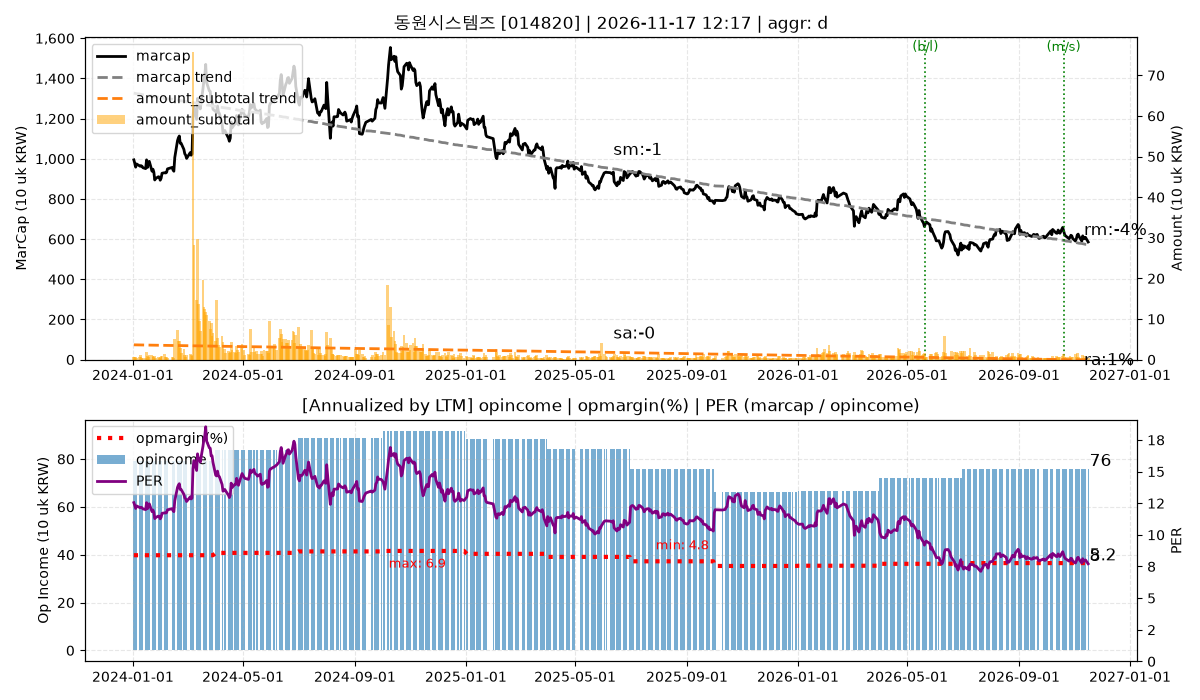 동원시스템즈 [014820] | 2026-11-17 12:17 | aggr: d
marcap
marcap trend
amount_subtotal trend
amount_subtotal
(b/l)
(m/s)
sm:-1
rm:-4%
sa:-0
ra:1%
MarCap (10 uk KRW)
1,600
1,400
1,200
1,000
800
600
400
200
0
Amount (10 uk KRW)
70
60
50
40
30
20
10
0
2024-01-01 2024-05-01 2024-09-01 2025-01-01 2025-05-01 2025-09-01 2026-01-01 2026-05-01 2026-09-01 2027-01-01
[Annualized by LTM] opincome | opmargin(%) | PER (marcap / opincome)
opmargin(%)
opincome
PER
76
min: 4.8
max: 6.9
Op Income (10 uk KRW)
80
60
40
20
0
PER
18
15
12
10
8
5
2
0
2024-01-01 2024-05-01 2024-09-01 2025-01-01 2025-05-01 2025-09-01 2026-01-01 2026-05-01 2026-09-01 2027-01-01